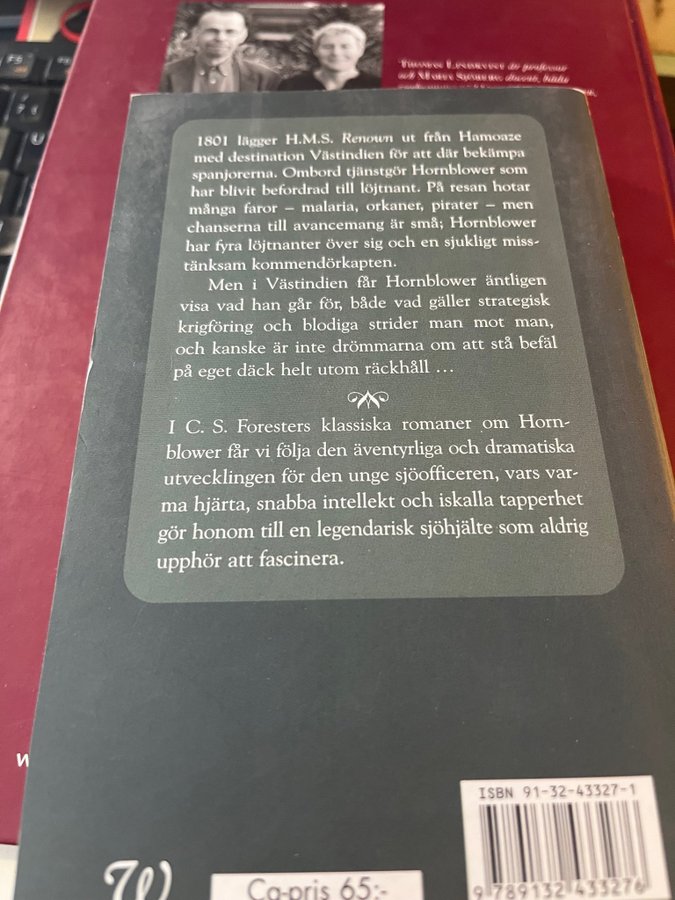 THOMAS LINDKVIST är professor
1801 lägger H.M.S. Renown ut från Hamoaze
med destination Västindien för att där bekämpa
spanjorerna. Ombord tjänstgör Hornblower som
har blivit befordrad till löjtnant. På resan hotar
många faror – malaria, orkaner, pirater – men
chanserna till avancemang är små; Hornblower
har fyra löjtnanter över sig och en sjukligt miss-
tänksam kommendörkapten.
Men i Västindien får Hornblower äntligen
visa vad han går för, både vad gäller strategisk
krigföring och blodiga strider man mot man,
och kanske är inte drömmarna om att stå befäl
på eget däck helt utom räckhåll ...
I C. S. Foresters klassiska romaner om Horn-
blower får vi följa den äventyrliga och dramatiska
utvecklingen för den unge sjöofficeren, vars var-
ma hjärta, snabba intellekt och iskalla tapperhet
gör honom till en legendarisk sjöhjälte som aldrig
upphör att fascinera.
ISBN 91-32-43327-1
9 789132 433276
W
Ca-pris 65:-